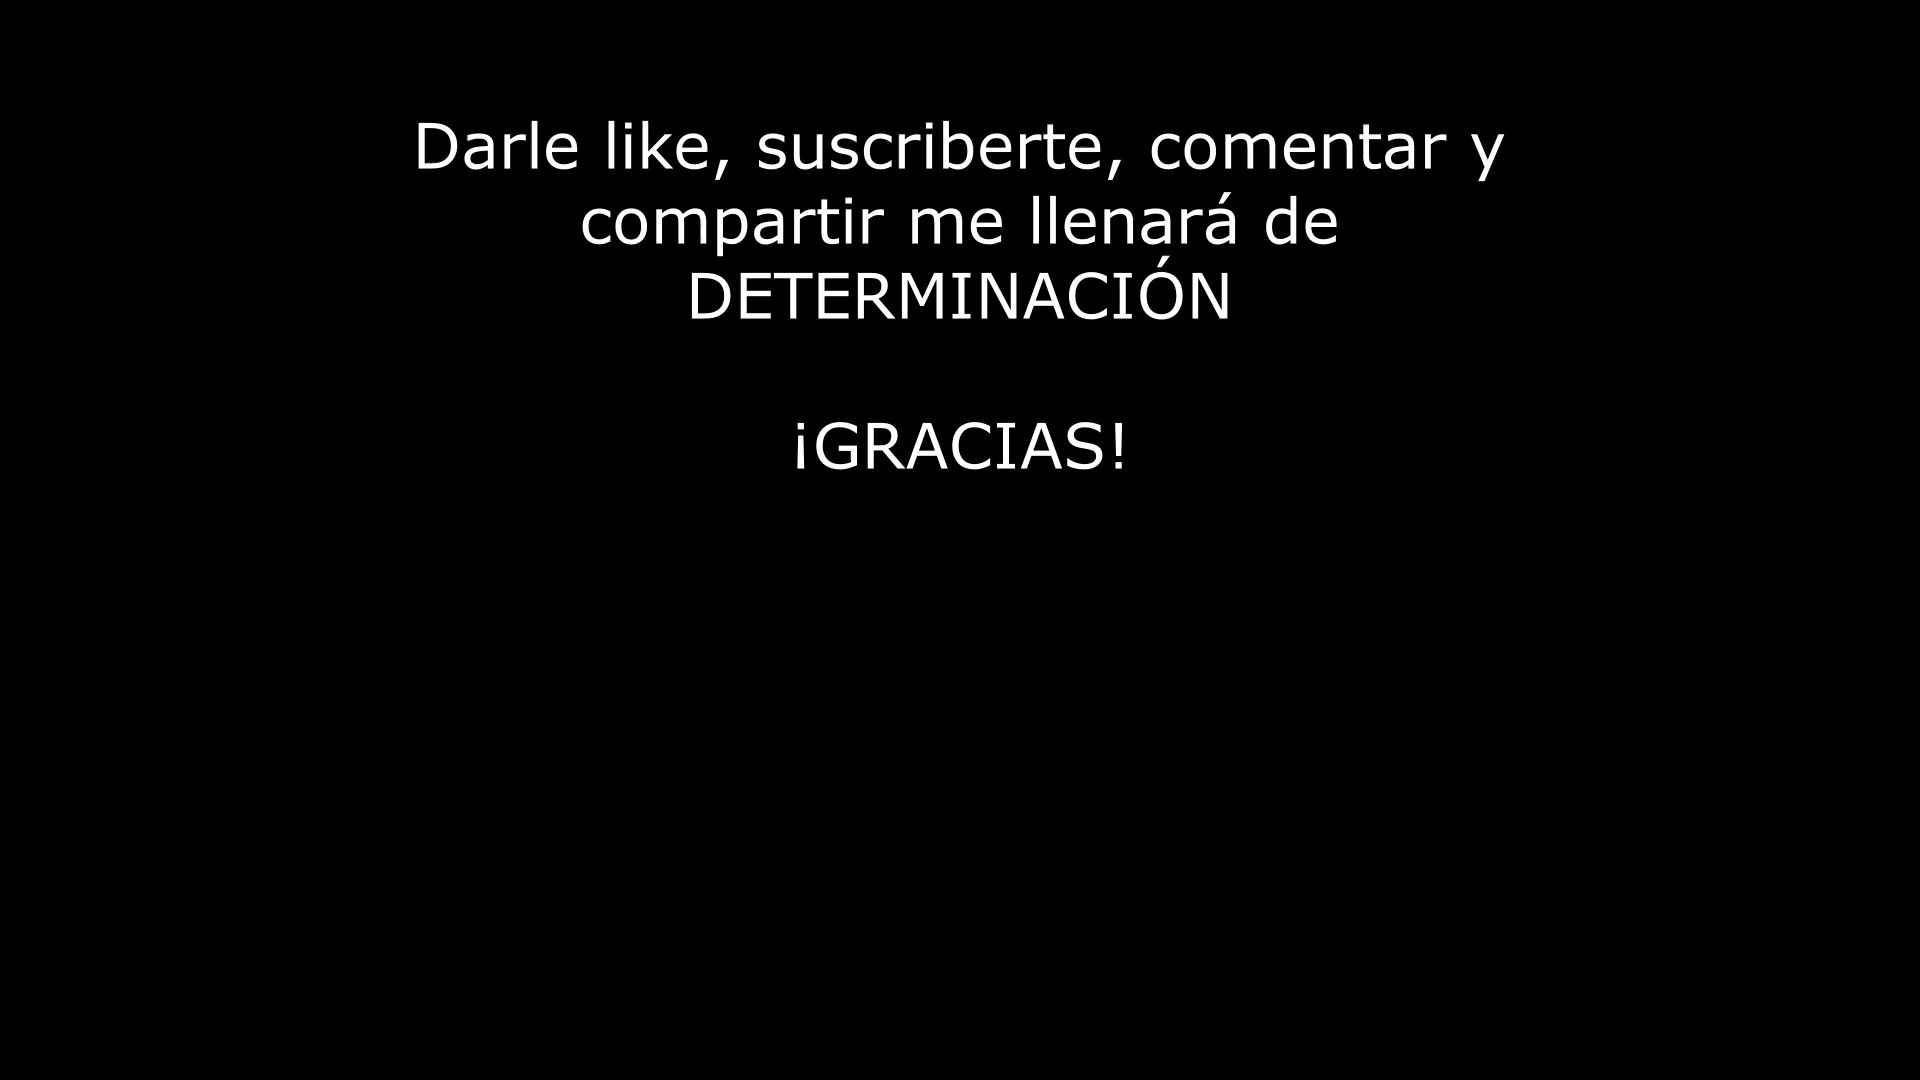 Darle like, suscriberte, comentar y
compartir me llenará de
DETERMINACIÓN
¡GRACIAS!